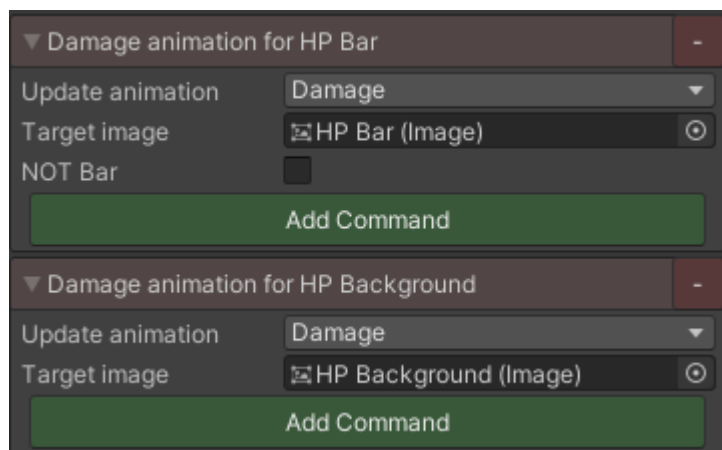 Damage animation for HP Bar -
Update animation Damage
Target image HP Bar (Image)
NOT Bar
Add Command
Damage animation for HP Background -
Update animation Damage
Target image HP Background (Image)
Add Command